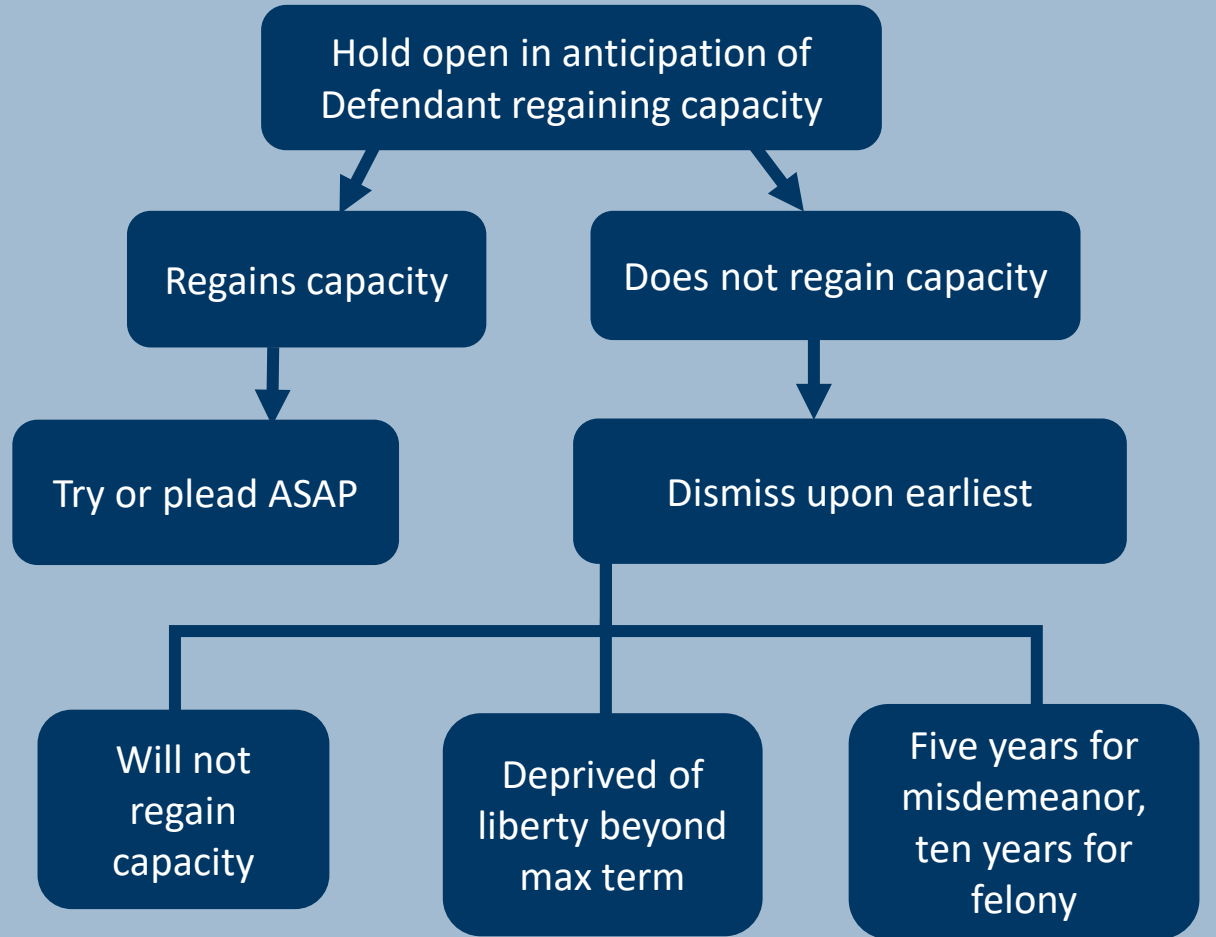 Hold open in anticipation of
Defendant regaining capacity
Regains capacity
Does not regain capacity
Try or plead ASAP
Dismiss upon earliest
Will not
regain
capacity
Deprived of
liberty beyond
max term
Five years for
misdemeanor,
ten years for
felony